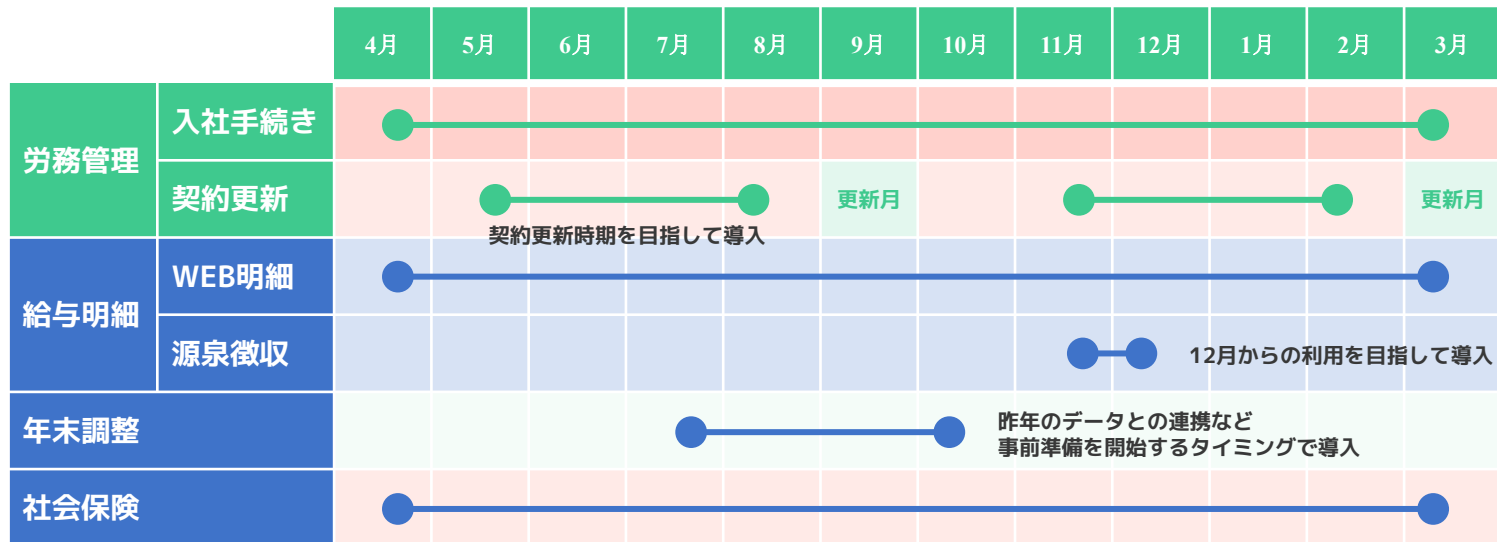 4月 5月 6月 7月 8月 9月 10月 11月 12月 1月 2月 3月
労務管理
入社手続き
契約更新
更新月
更新月
契約更新時期を目指して導入
給与明細
WEB明細
源泉徴収
12月からの利用を目指して導入
年末調整
昨年のデータとの連携など
事前準備を開始するタイミングで導入
社会保険